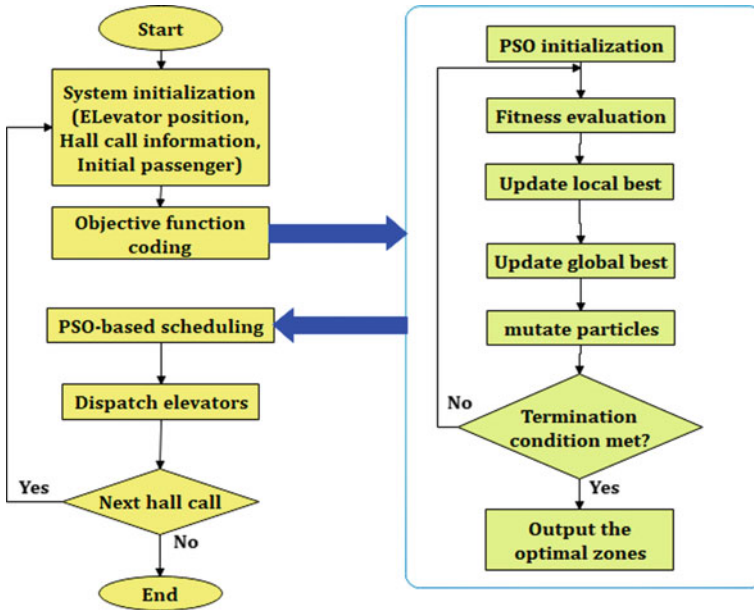 Start
System initialization
(ELevator position,
Hall call information,
Initial passenger)
Objective function
coding
PSO-based scheduling
Dispatch elevators
Yes
Next hall call
No
End
PSO initialization
Fitness evaluation
Update local best
Update global best
mutate particles
No
Termination
condition met?
Yes
Output the
optimal zones